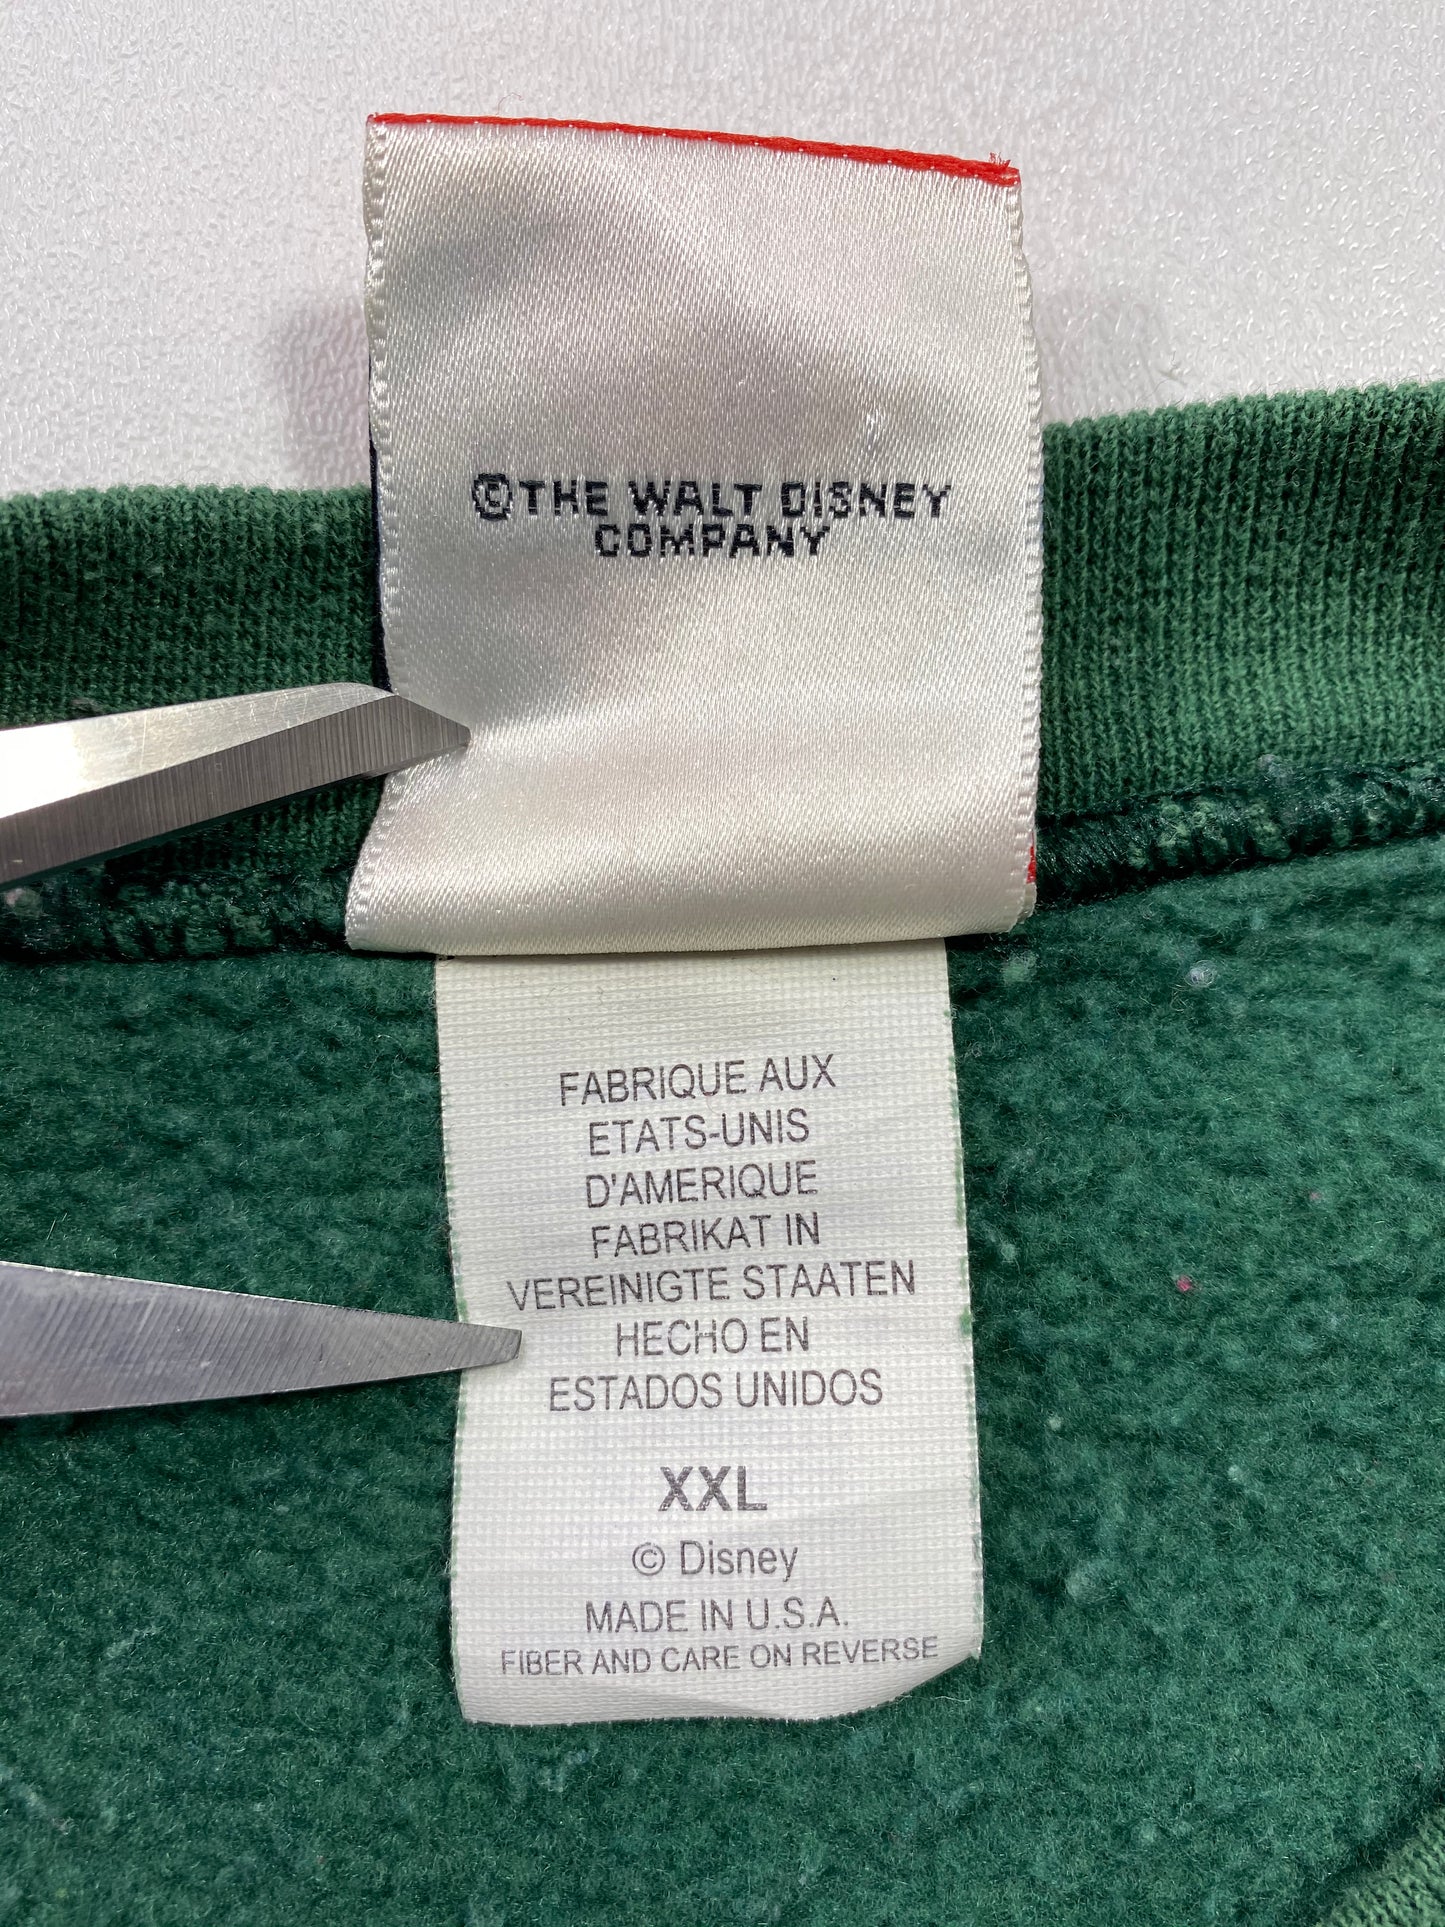 ©THE WALT DISNEY
COMPANY
FABRIQUE AUX
ETATS-UNIS
D'AMERIQUE
FABRIKAT IN
VEREINIGTE STAATEN
HECHO EN
ESTADOS UNIDOS
XXL
© Disney
MADE IN U.S.A.
FIBER AND CARE ON REVERSE